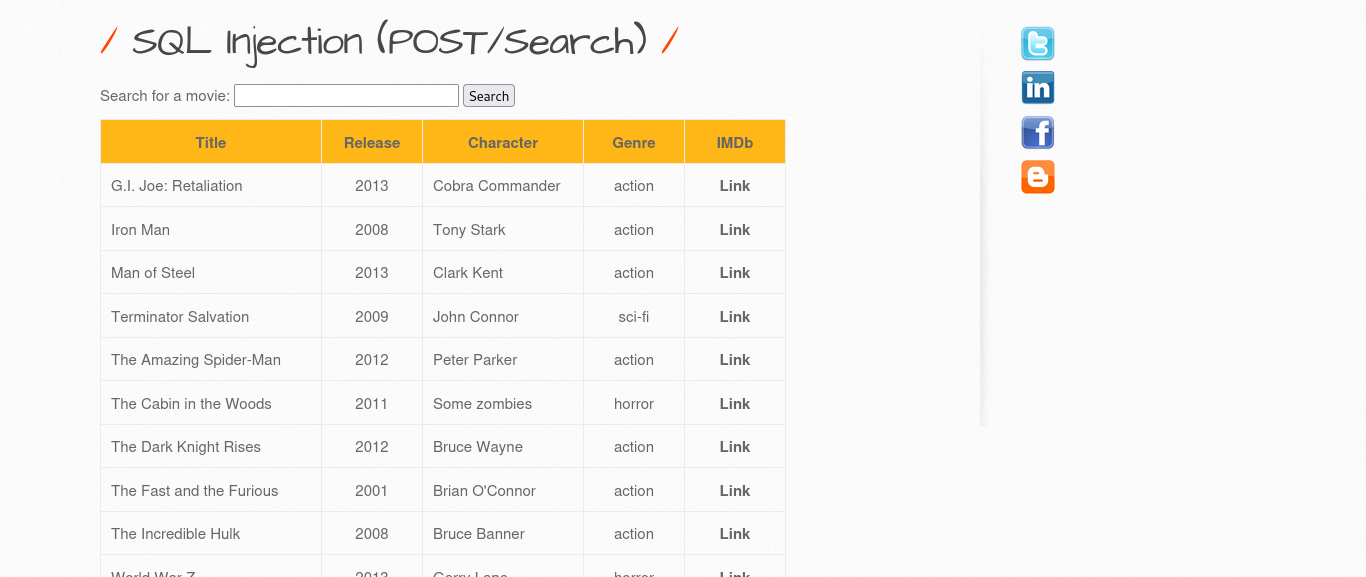 / SQL Injection (POST/Search) /
Search for a movie: Search
Title Release Character Genre IMDb
G.I. Joe: Retaliation 2013 Cobra Commander action Link
Iron Man 2008 Tony Stark action Link
Man of Steel 2013 Clark Kent action Link
Terminator Salvation 2009 John Connor sci-fi Link
The Amazing Spider-Man 2012 Peter Parker action Link
The Cabin in the Woods 2011 Some zombies horror Link
The Dark Knight Rises 2012 Bruce Wayne action Link
The Fast and the Furious 2001 Brian O'Connor action Link
The Incredible Hulk 2008 Bruce Banner action Link
World War Z 2013 Gerry Lane horror Link